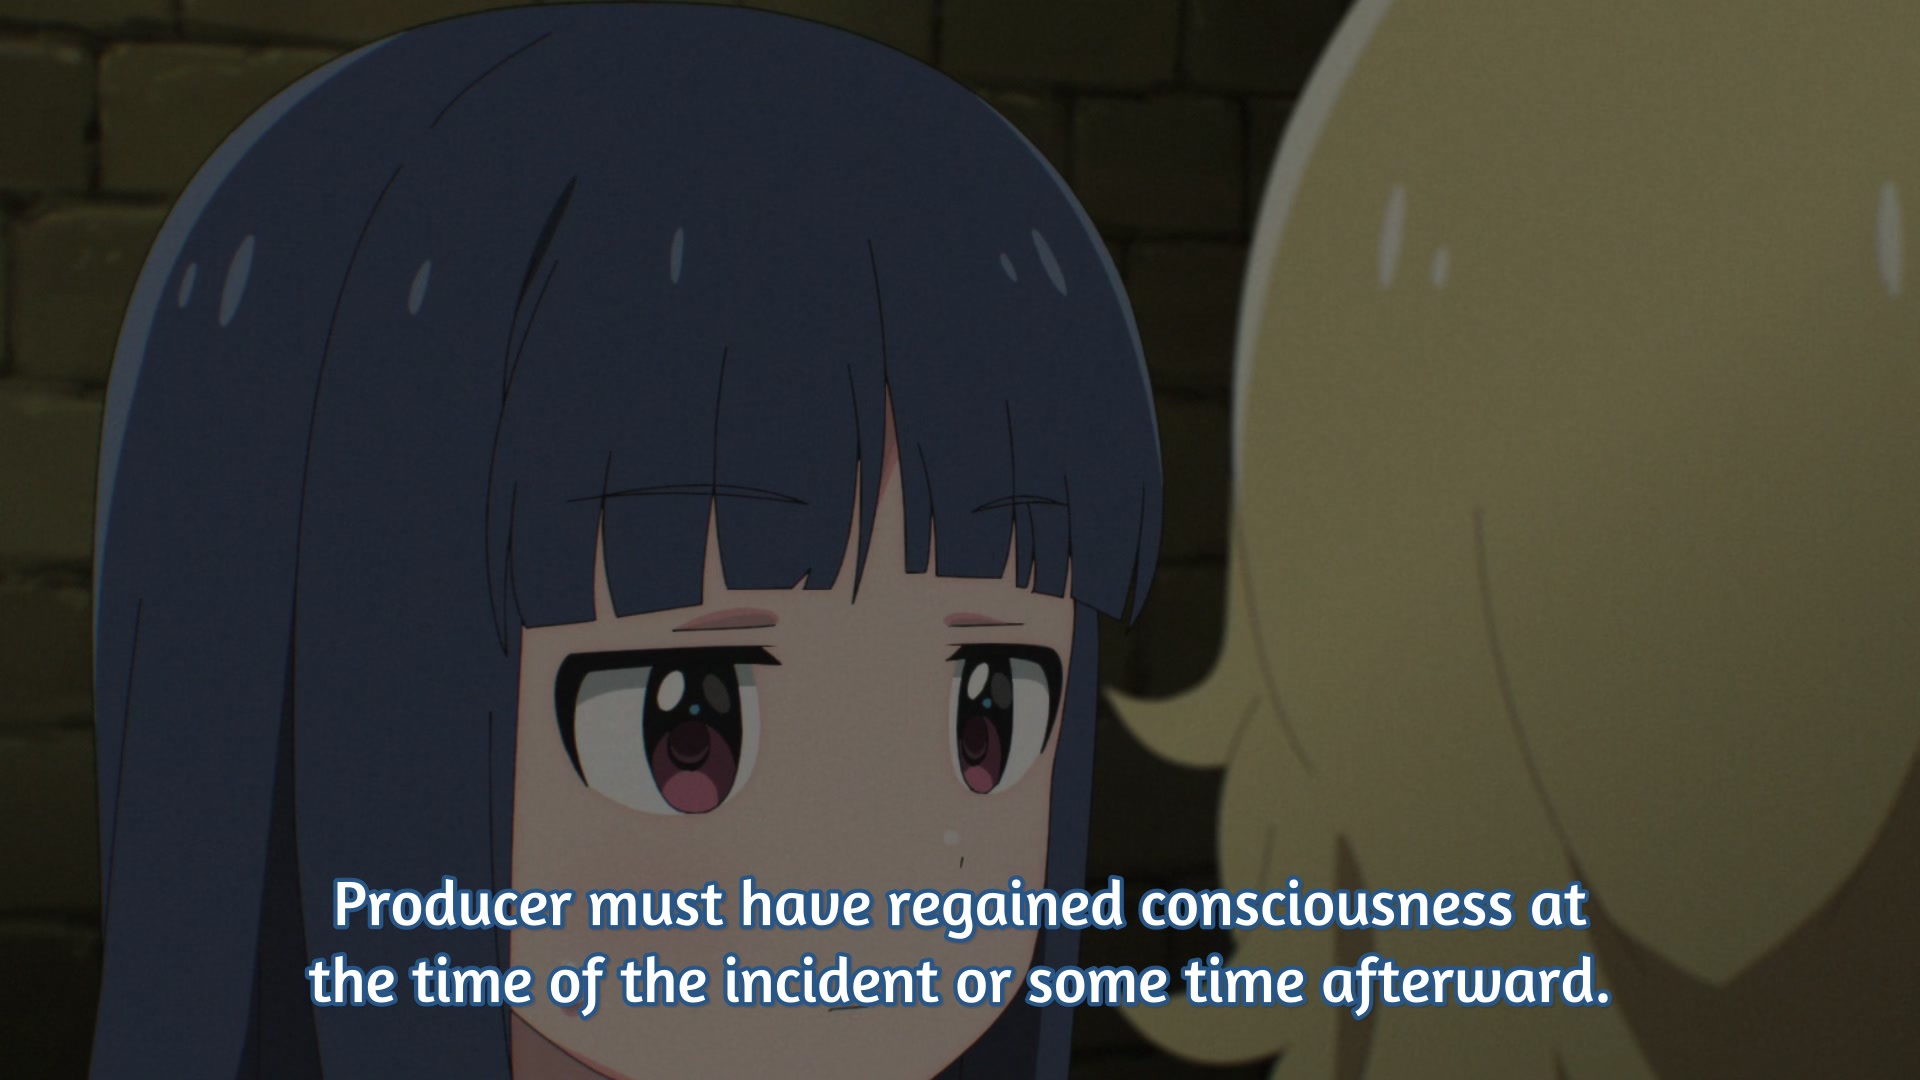 Producer must have regained consciousness at
the time of the incident or some time afterward.